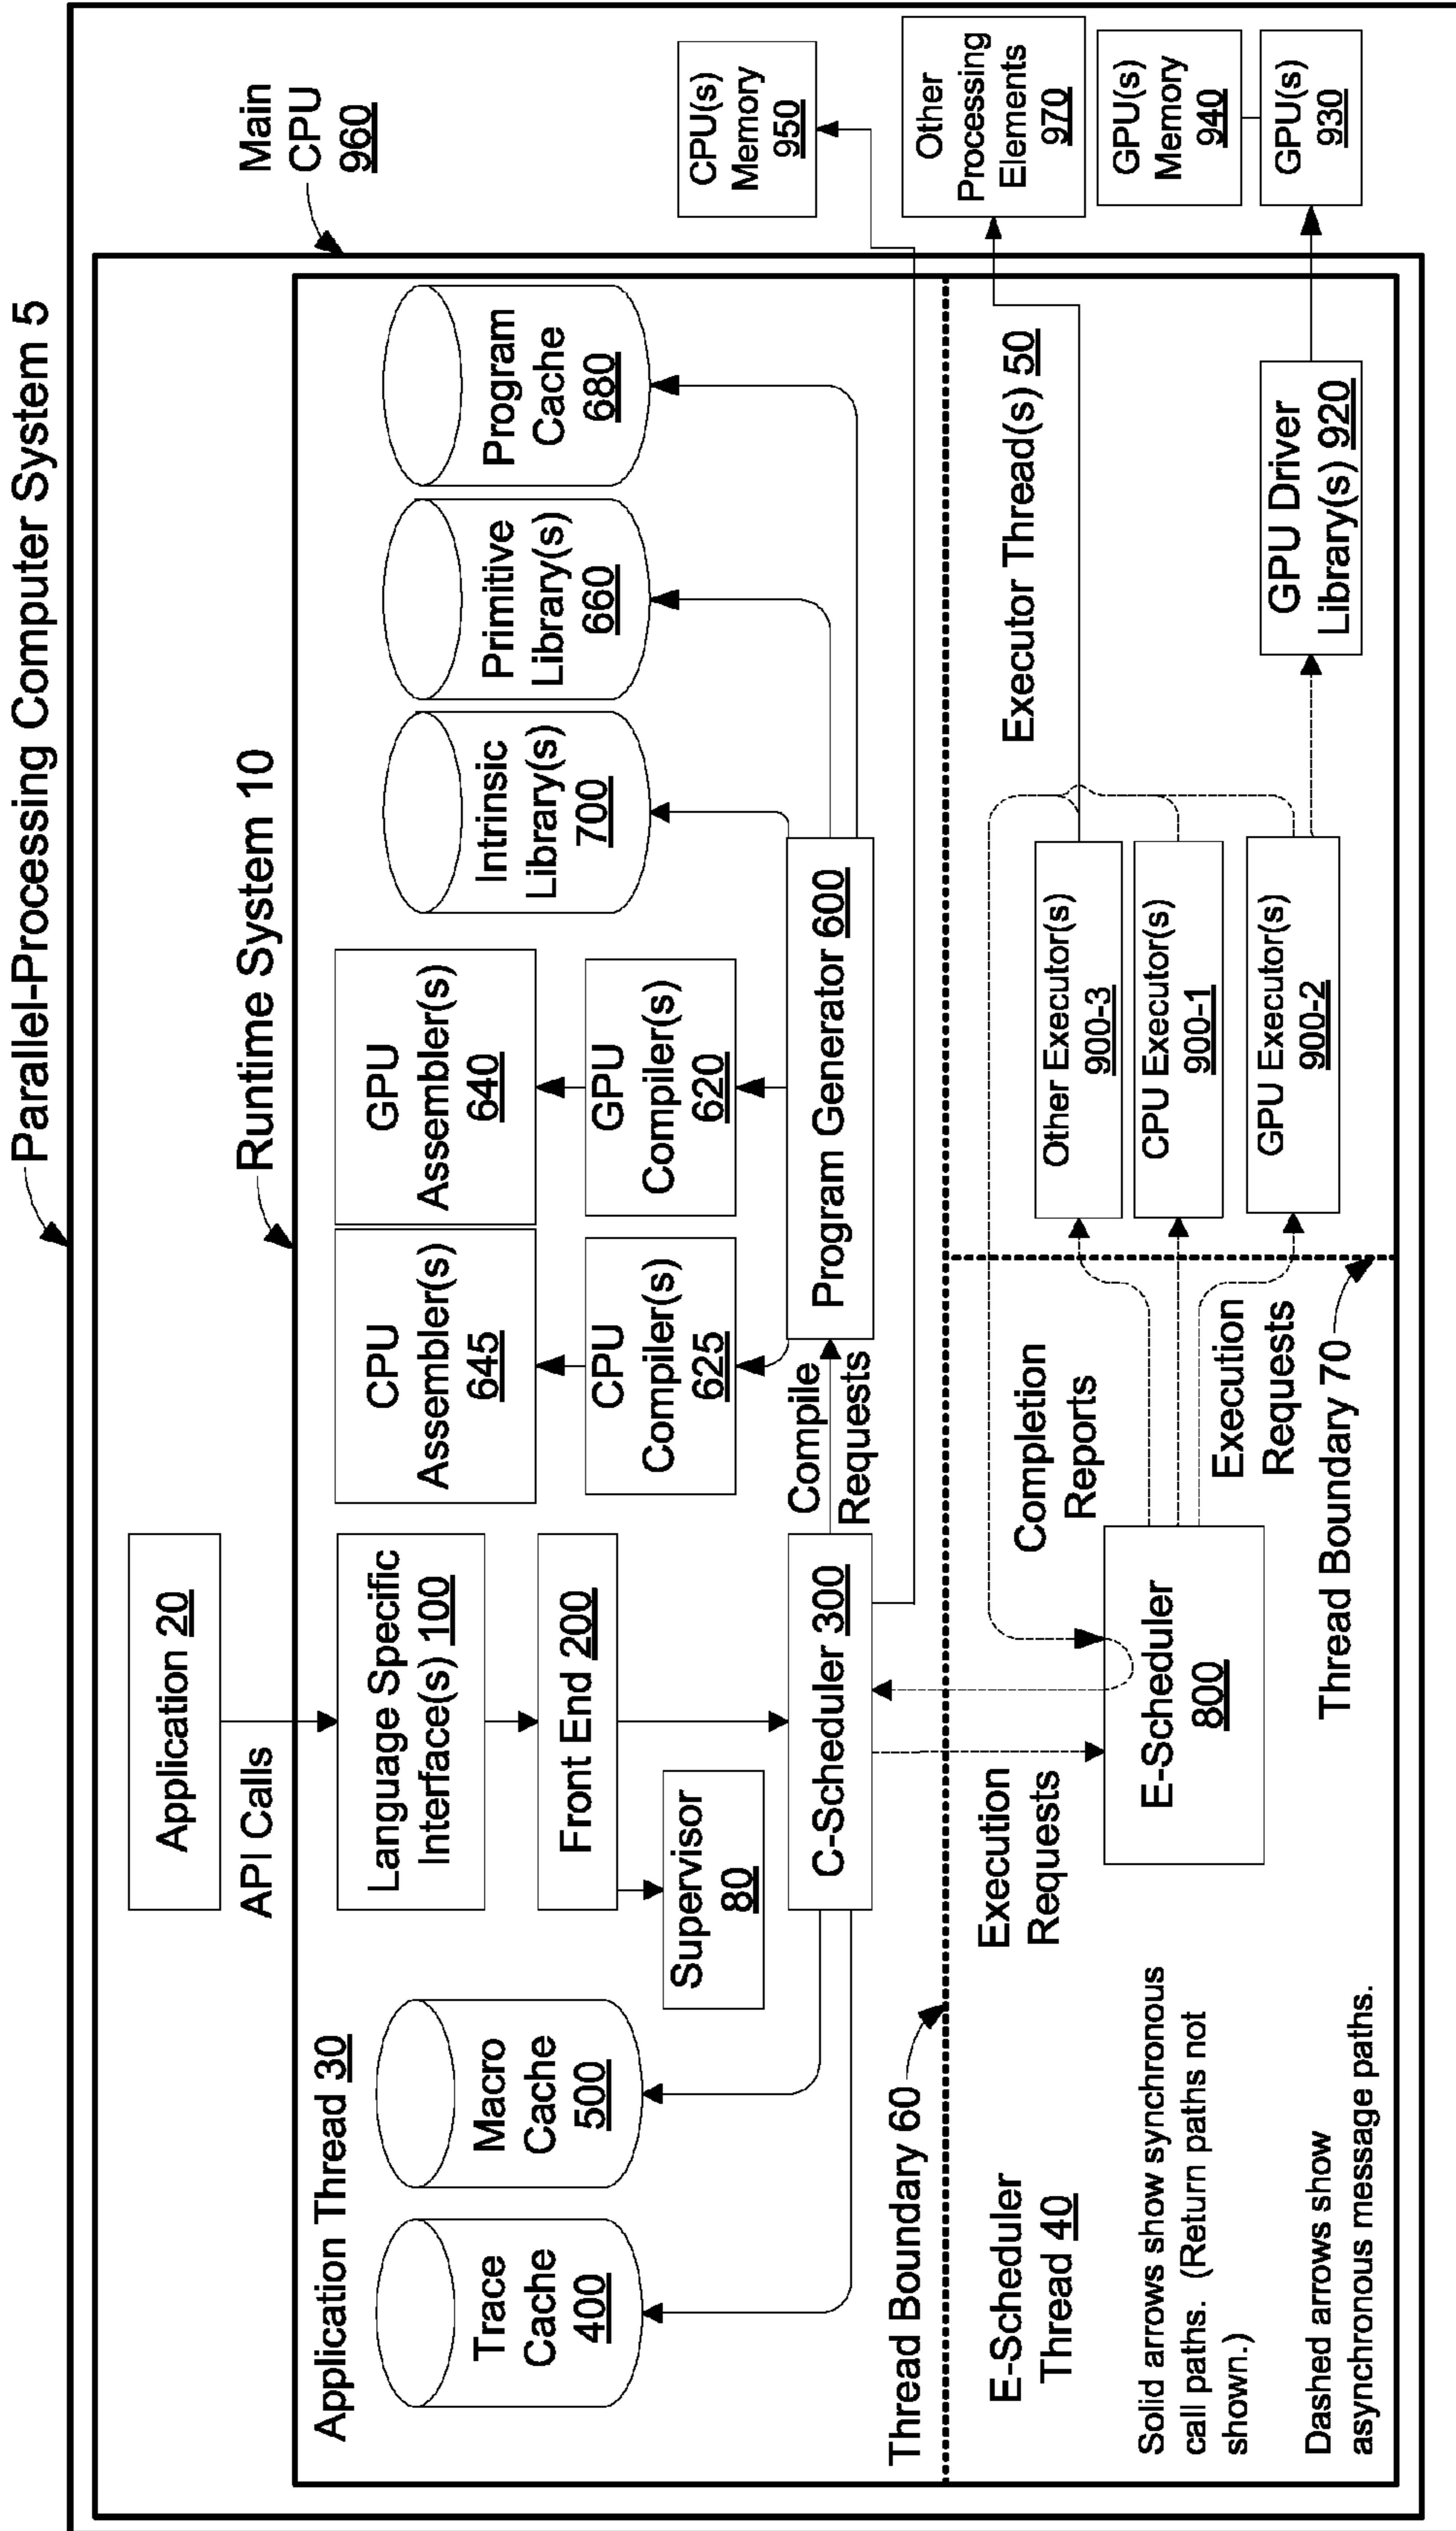 Parallel-Processing Computer System 5
Main
CPU
960
Runtime System 10
Application 20
API Calls
Application Thread 30
Language Specific
Interface(s) 100
Front End 200
Supervisor
80
C-Scheduler 300
Trace
Cache
400
Macro
Cache
500
CPU
Assembler(s)
645
GPU
Assembler(s)
640
CPU
Compiler(s)
625
GPU
Compiler(s)
620
Compile
Requests
Program Generator 600
Intrinsic
Library(s)
700
Primitive
Library(s)
660
Program
Cache
680
CPU(s)
Memory
950
Other
Processing
Elements
970
GPU(s)
Memory
940
GPU(s)
930
Thread Boundary 60
E-Scheduler
Thread 40
Execution
Requests
E-Scheduler
800
Completion
Reports
Execution
Requests
Thread Boundary 70
Executor Thread(s) 50
Other Executor(s)
900-3
CPU Executor(s)
900-1
GPU Executor(s)
900-2
GPU Driver
Library(s) 920
Solid arrows show synchronous
call paths. (Return paths not
shown.)
Dashed arrows show
asynchronous message paths.